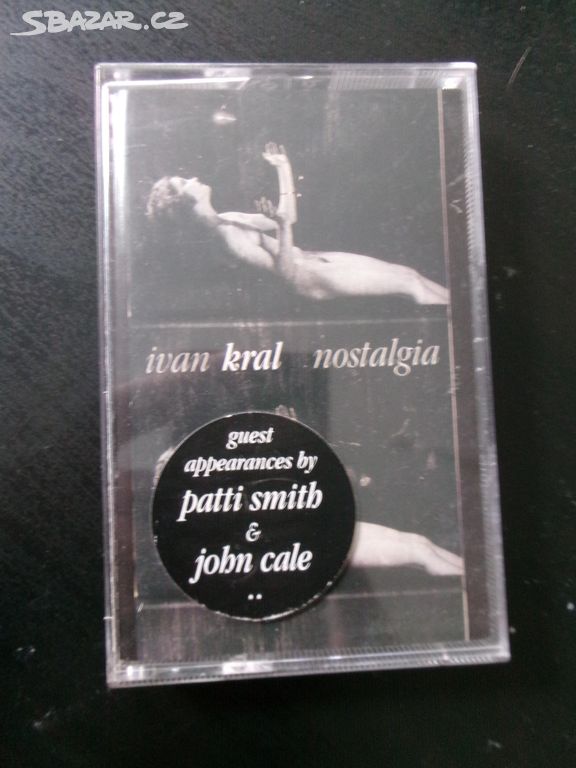 SBAZAR.CZ
ivan kral nostalgia
guest
appearances by
patti smith
&
john cale
..